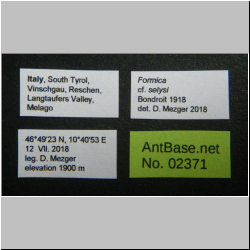 Italy, South Tyrol,
Vinschgau, Reschen,
Langtaufers Valley,
Melago
Formica
cf. selysi
Bondroit 1918
det. D. Mezger 2018
46°49'23 N, 10°40'53 E
12 VII. 2018
leg. D. Mezger
elevation 1900 m
AntBase.net
No. 02371